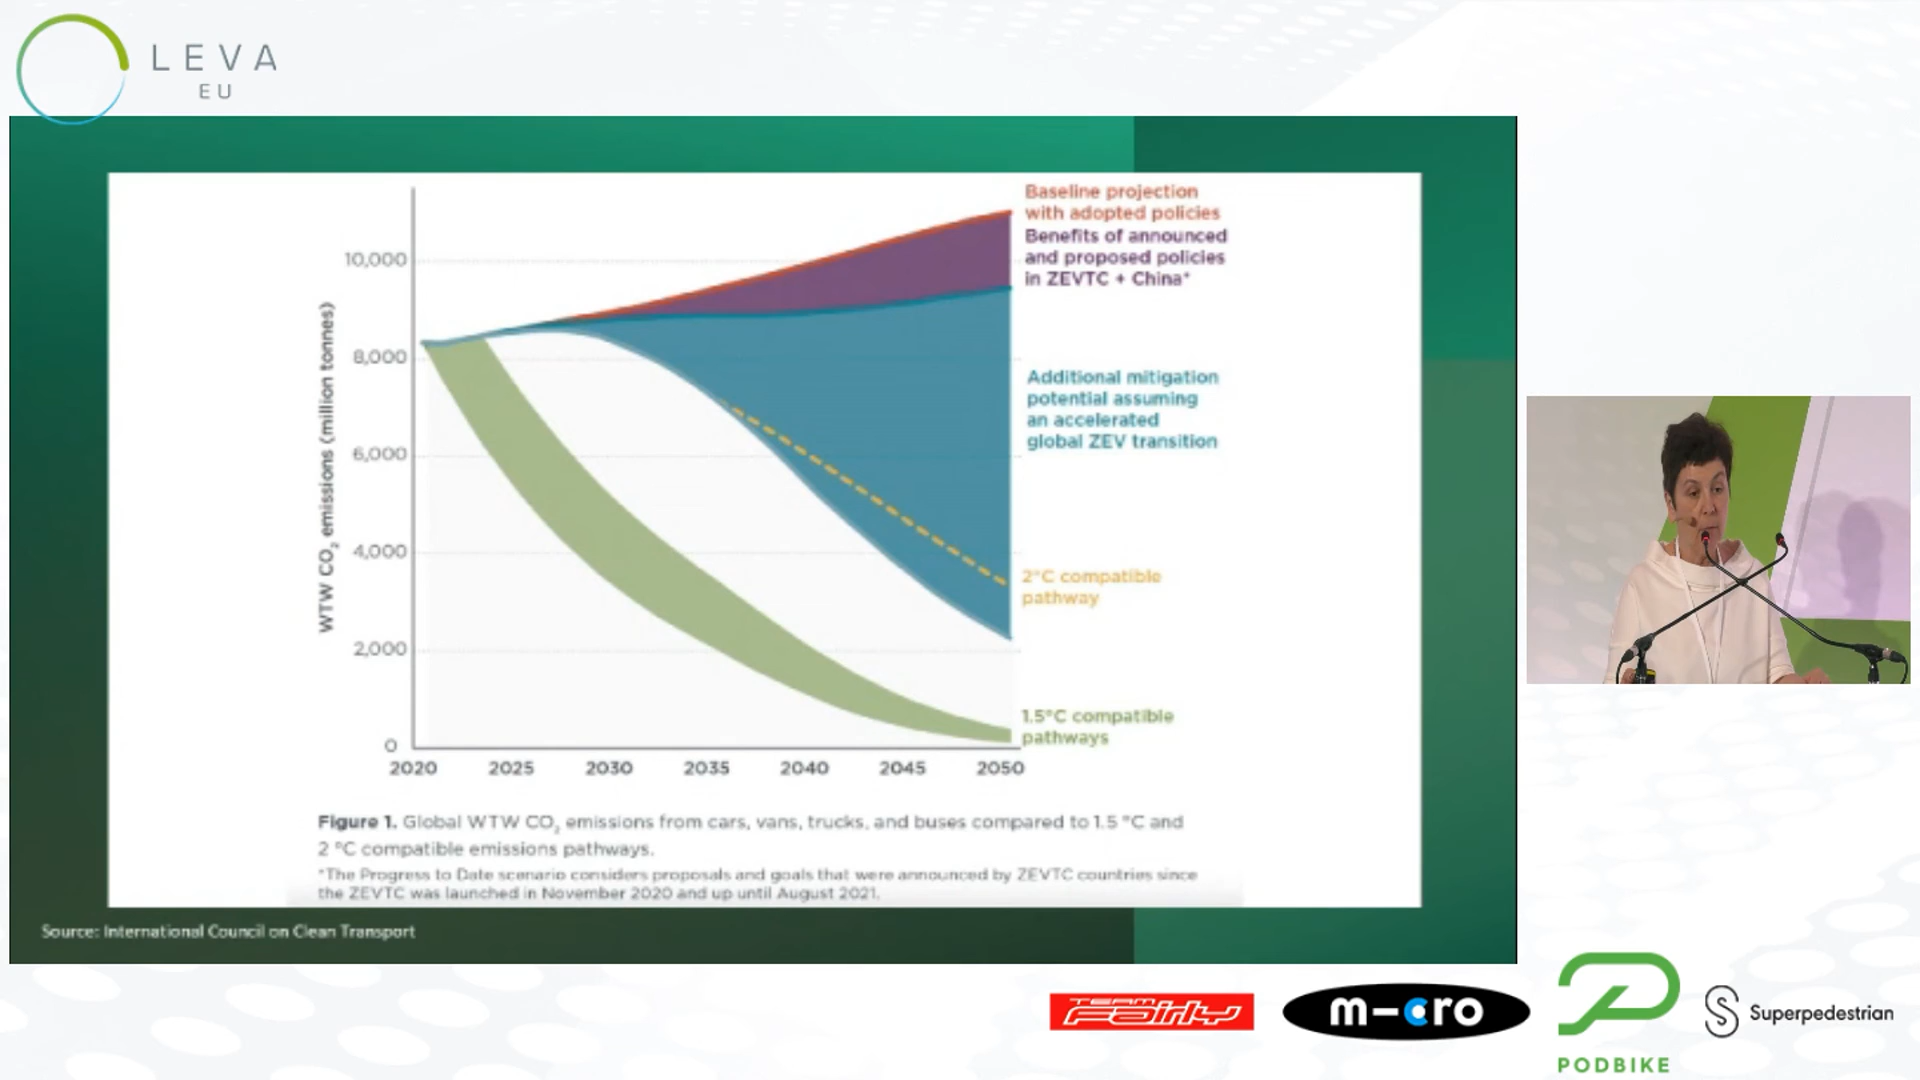 LEVA
EU
Baseline projection
with adopted policies
Benefits of announced
and proposed policies
in ZEVTC + China*
Additional mitigation
potential assuming
an accelerated
global ZEV transition
2°C compatible
pathway
1.5°C compatible
pathways
WTW CO₂ emissions (million tonnes)
10,000
8,000
6,000
4,000
2,000
0
2020 2025 2030 2035 2040 2045 2050
Figure 1. Global WTW CO₂ emissions from cars, vans, trucks, and buses compared to 1.5 °C and
2 °C compatible emissions pathways.
*The Progress to Date scenario considers proposals and goals that were announced by ZEVTC countries since
the ZEVTC was launched in November 2020 and up until August 2021.
Source: International Council on Clean Transport
TEAM
Fairly
m-cro
PODBIKE
Superpedestrian